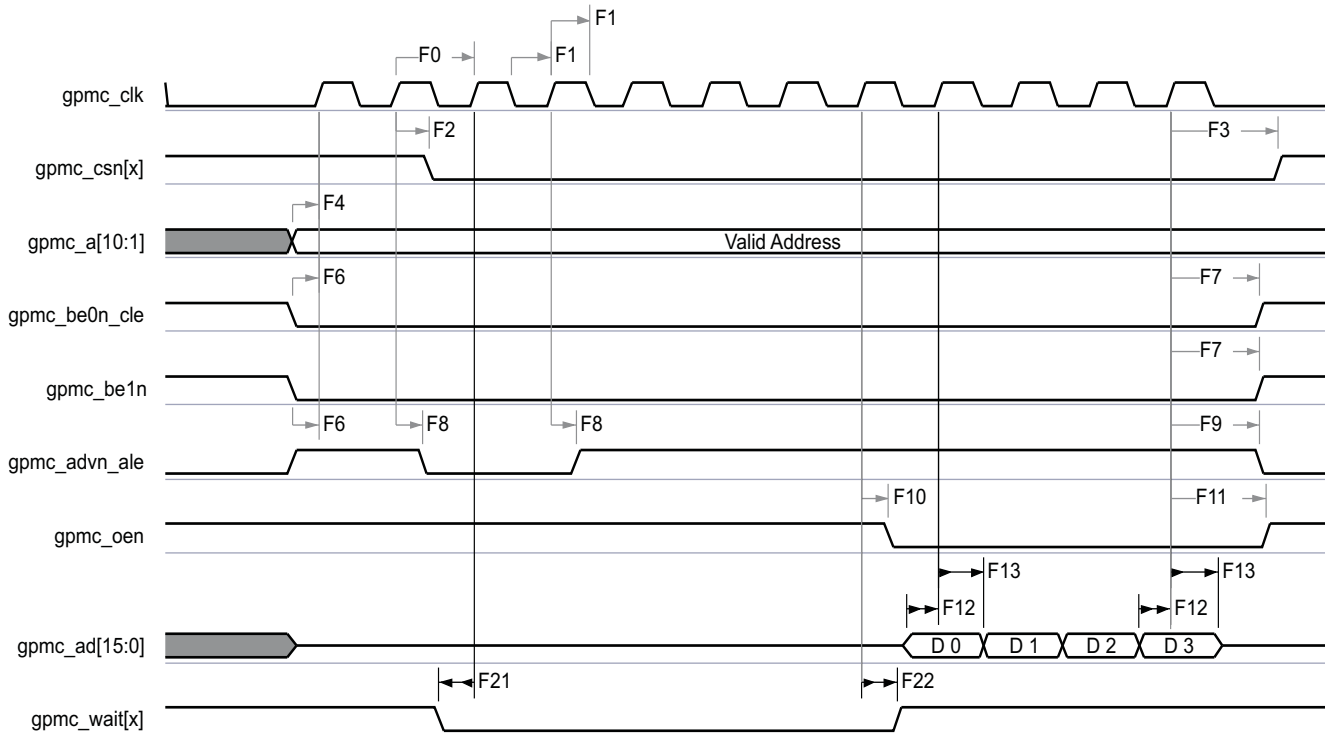 F1
F0
F1
gpmc_clk
F2
F3
gpmc_csn[x]
F4
gpmc_a[10:1]
Valid Address
F6
F7
gpmc_be0n_cle
F7
gpmc_be1n
F6
F8
F8
F9
gpmc_advn_ale
F10
F11
gpmc_oen
F13
F13
F12
F12
gpmc_ad[15:0]
D 0
D 1
D 2
D 3
F21
F22
gpmc_wait[x]